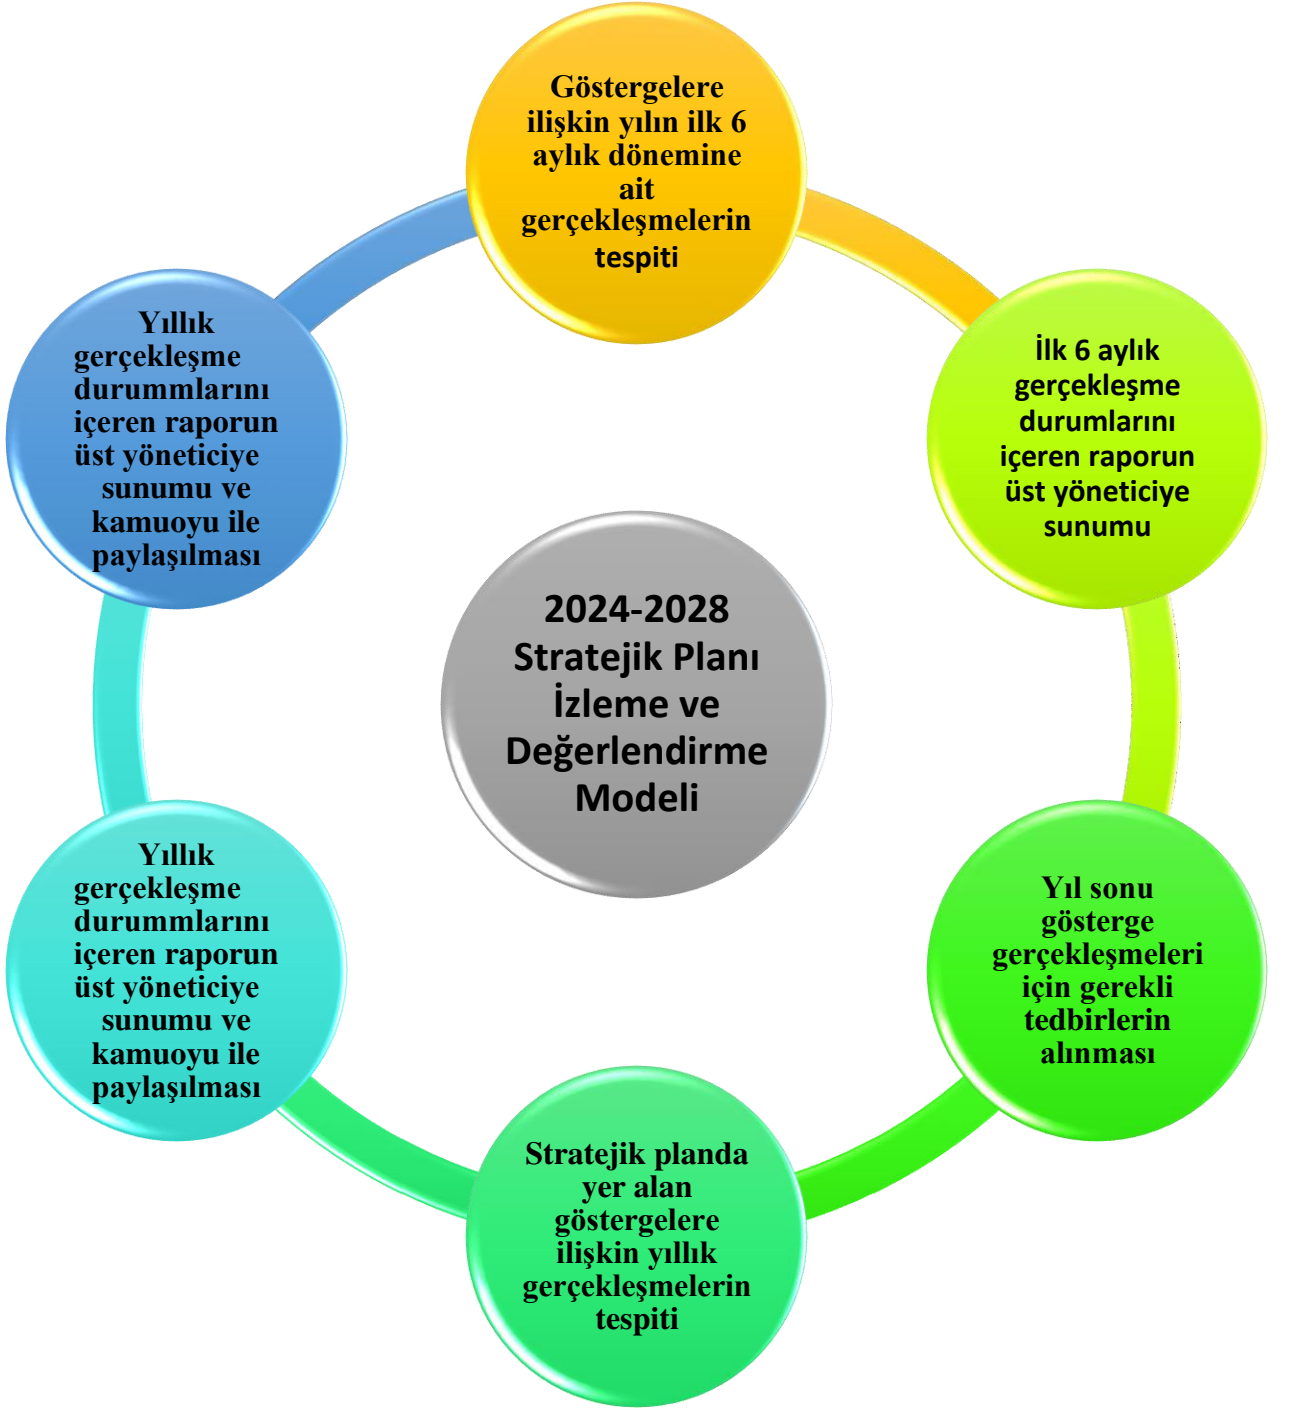 Göstergelere
ilişkin yılın ilk 6
aylık dönemine
ait
gerçekleşmelerin
tespiti
İlk 6 aylık
gerçekleşme
durumlarını
içeren raporun
üst yöneticiye
sunumu
Yıl sonu
gösterge
gerçekleşmeleri
için gerekli
tedbirlerin
alınması
Stratejik planda
yer alan
göstergelere
ilişkin yıllık
gerçekleşmelerin
tespiti
Yıllık
gerçekleşme
durummlarını
içeren raporun
üst yöneticiye
sunumu ve
kamuoyu ile
paylaşılması
Yıllık
gerçekleşme
durummlarını
içeren raporun
üst yöneticiye
sunumu ve
kamuoyu ile
paylaşılması
2024-2028
Stratejik Planı
İzleme ve
Değerlendirme
Modeli